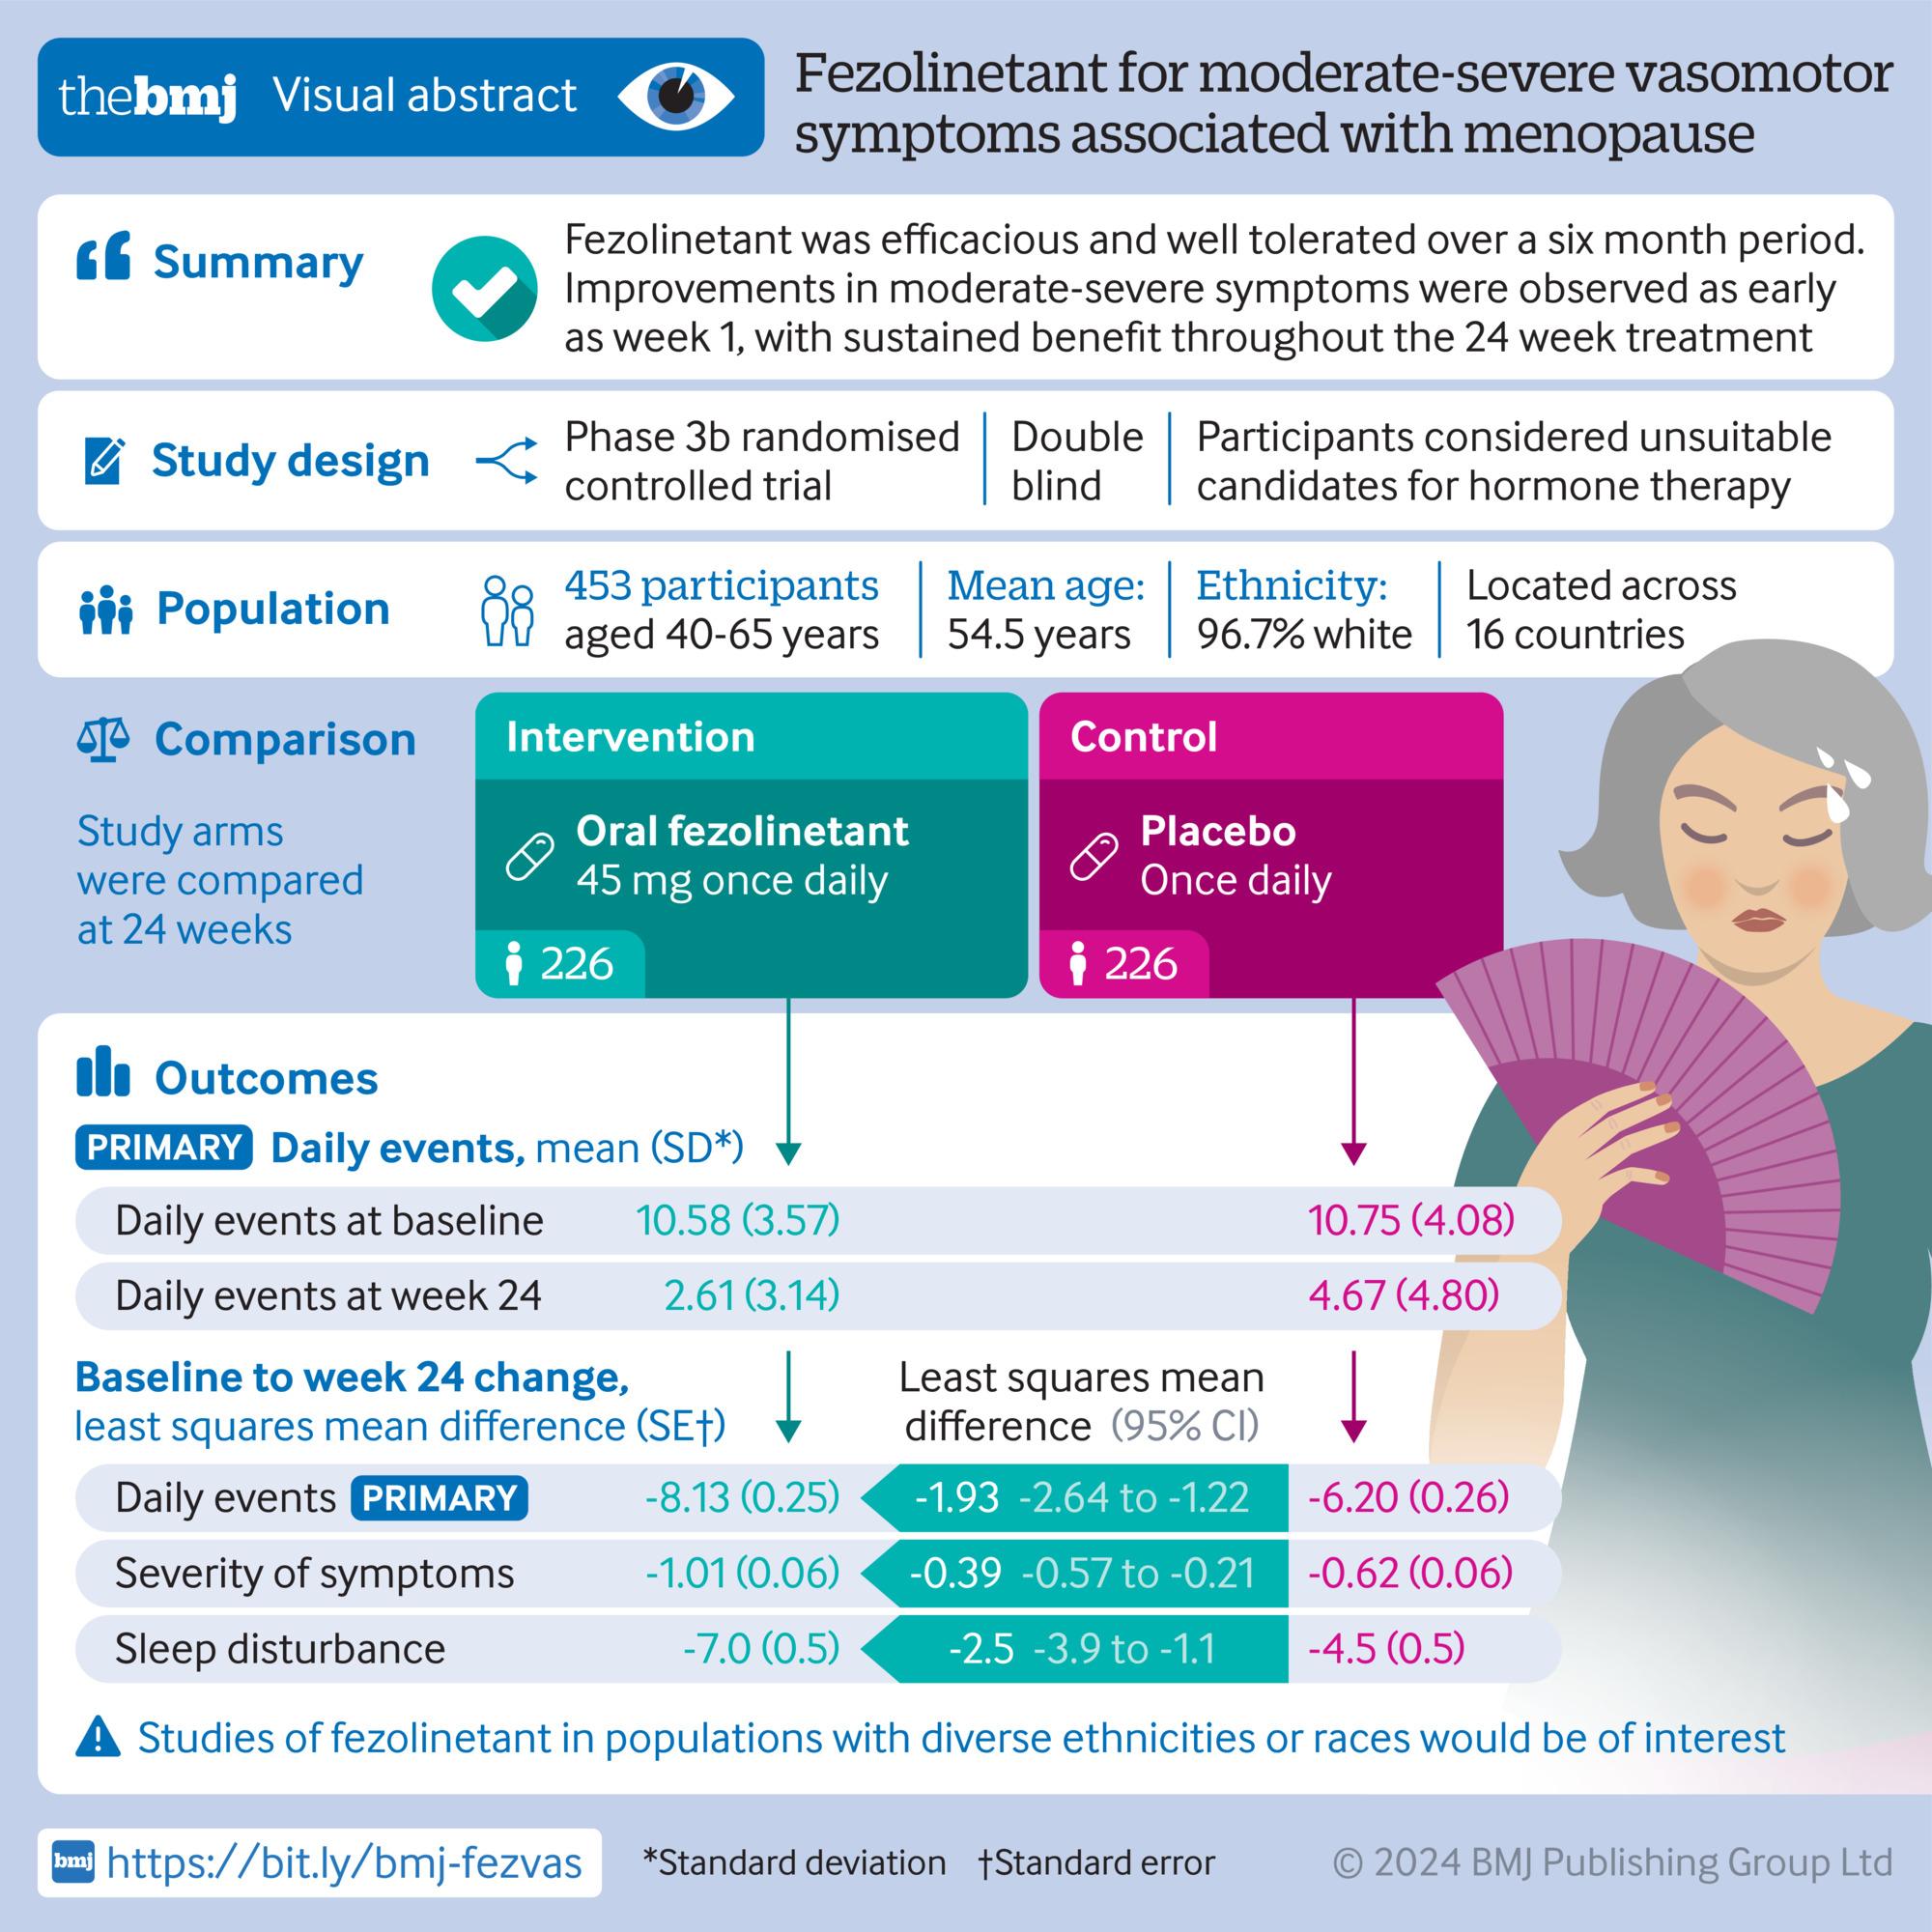 thebmj Visual abstract
Fezolinetant for moderate-severe vasomotor
symptoms associated with menopause
Summary
Fezolinetant was efficacious and well tolerated over a six month period.
Improvements in moderate-severe symptoms were observed as early
as week 1, with sustained benefit throughout the 24 week treatment
Study design
Phase 3b randomised
controlled trial
Double
blind
Participants considered unsuitable
candidates for hormone therapy
Population
453 participants
aged 40-65 years
Mean age:
54.5 years
Ethnicity:
96.7% white
Located across
16 countries
Comparison
Study arms
were compared
at 24 weeks
Intervention
Oral fezolinetant
45 mg once daily
226
Control
Placebo
Once daily
226
Outcomes
PRIMARY Daily events, mean (SD*)
Daily events at baseline 10.58 (3.57) 10.75 (4.08)
Daily events at week 24 2.61 (3.14) 4.67 (4.80)
Baseline to week 24 change,
least squares mean difference (SE†)
Least squares mean
difference (95% CI)
Daily events PRIMARY -8.13 (0.25) -1.93 -2.64 to -1.22 -6.20 (0.26)
Severity of symptoms -1.01 (0.06) -0.39 -0.57 to -0.21 -0.62 (0.06)
Sleep disturbance -7.0 (0.5) -2.5 -3.9 to -1.1 -4.5 (0.5)
Studies of fezolinetant in populations with diverse ethnicities or races would be of interest
bmj https://bit.ly/bmj-fezvas
*Standard deviation †Standard error
© 2024 BMJ Publishing Group Ltd